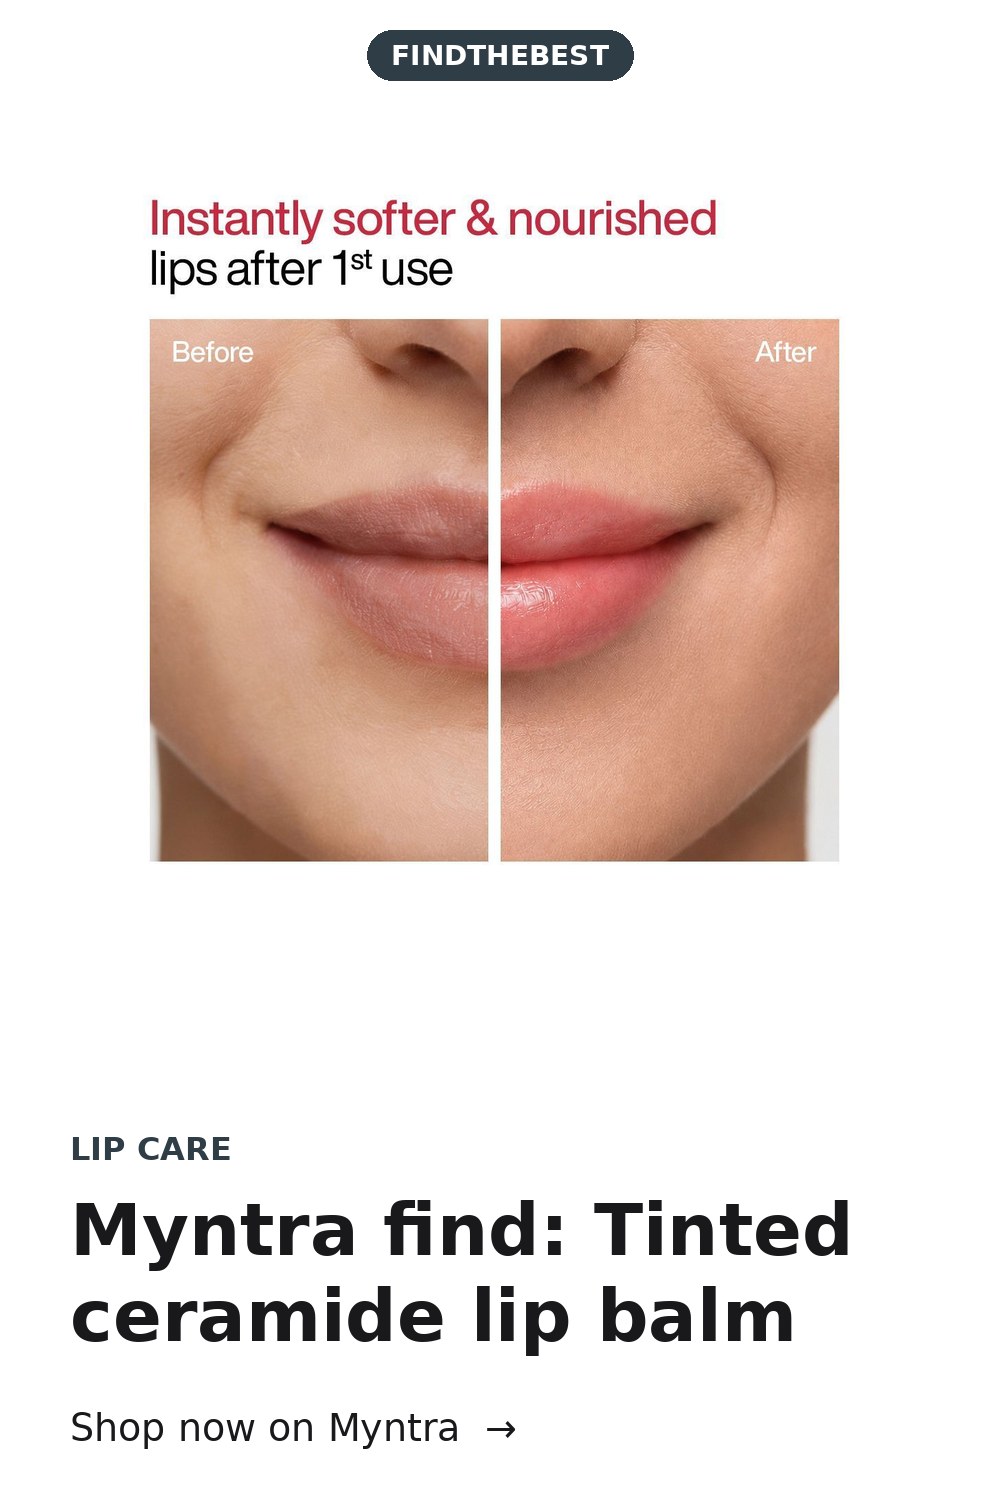 FINDTHEBEST
Instantly softer & nourished
lips after 1st use
Before
After
LIP CARE
Myntra find: Tinted
ceramide lip balm
Shop now on Myntra →